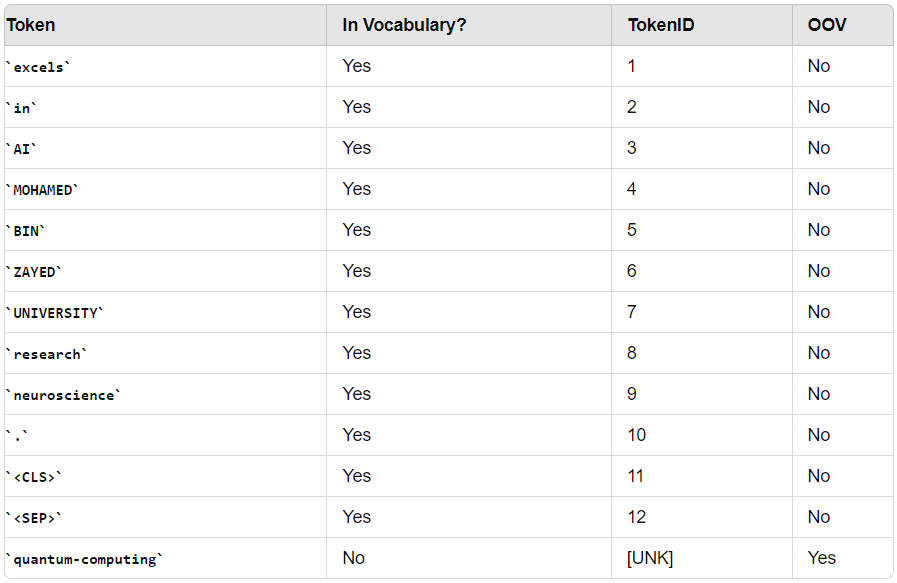 Token In Vocabulary? TokenID OOV
`excels` Yes 1 No
`in` Yes 2 No
`AI` Yes 3 No
`MOHAMED` Yes 4 No
`BIN` Yes 5 No
`ZAYED` Yes 6 No
`UNIVERSITY` Yes 7 No
`research` Yes 8 No
`neuroscience` Yes 9 No
`.` Yes 10 No
`<CLS>` Yes 11 No
`<SEP>` Yes 12 No
`quantum-computing` No [UNK] Yes